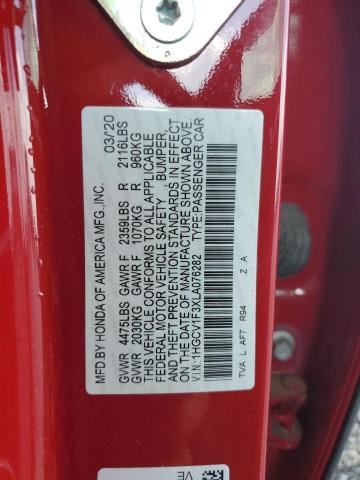 MFD BY HONDA OF AMERICA MFG.,INC. 03/20
GVWR 4475LBS GAWR F 2359LBS R 2116LBS
GVWR 2030KG GAWR F 1070KG R 960KG
THIS VEHICLE CONFORMS TO ALL APPLICABLE
FEDERAL MOTOR VEHICLE SAFETY, BUMPER,
AND THEFT PREVENTION STANDARDS IN EFFECT
ON THE DATE OF MANUFACTURE SHOWN ABOVE.
V.I.N.:1HGCV1F3XLA076282 TYPE:PASSENGER CAR
TVA L AF7 R94 Z A
VE